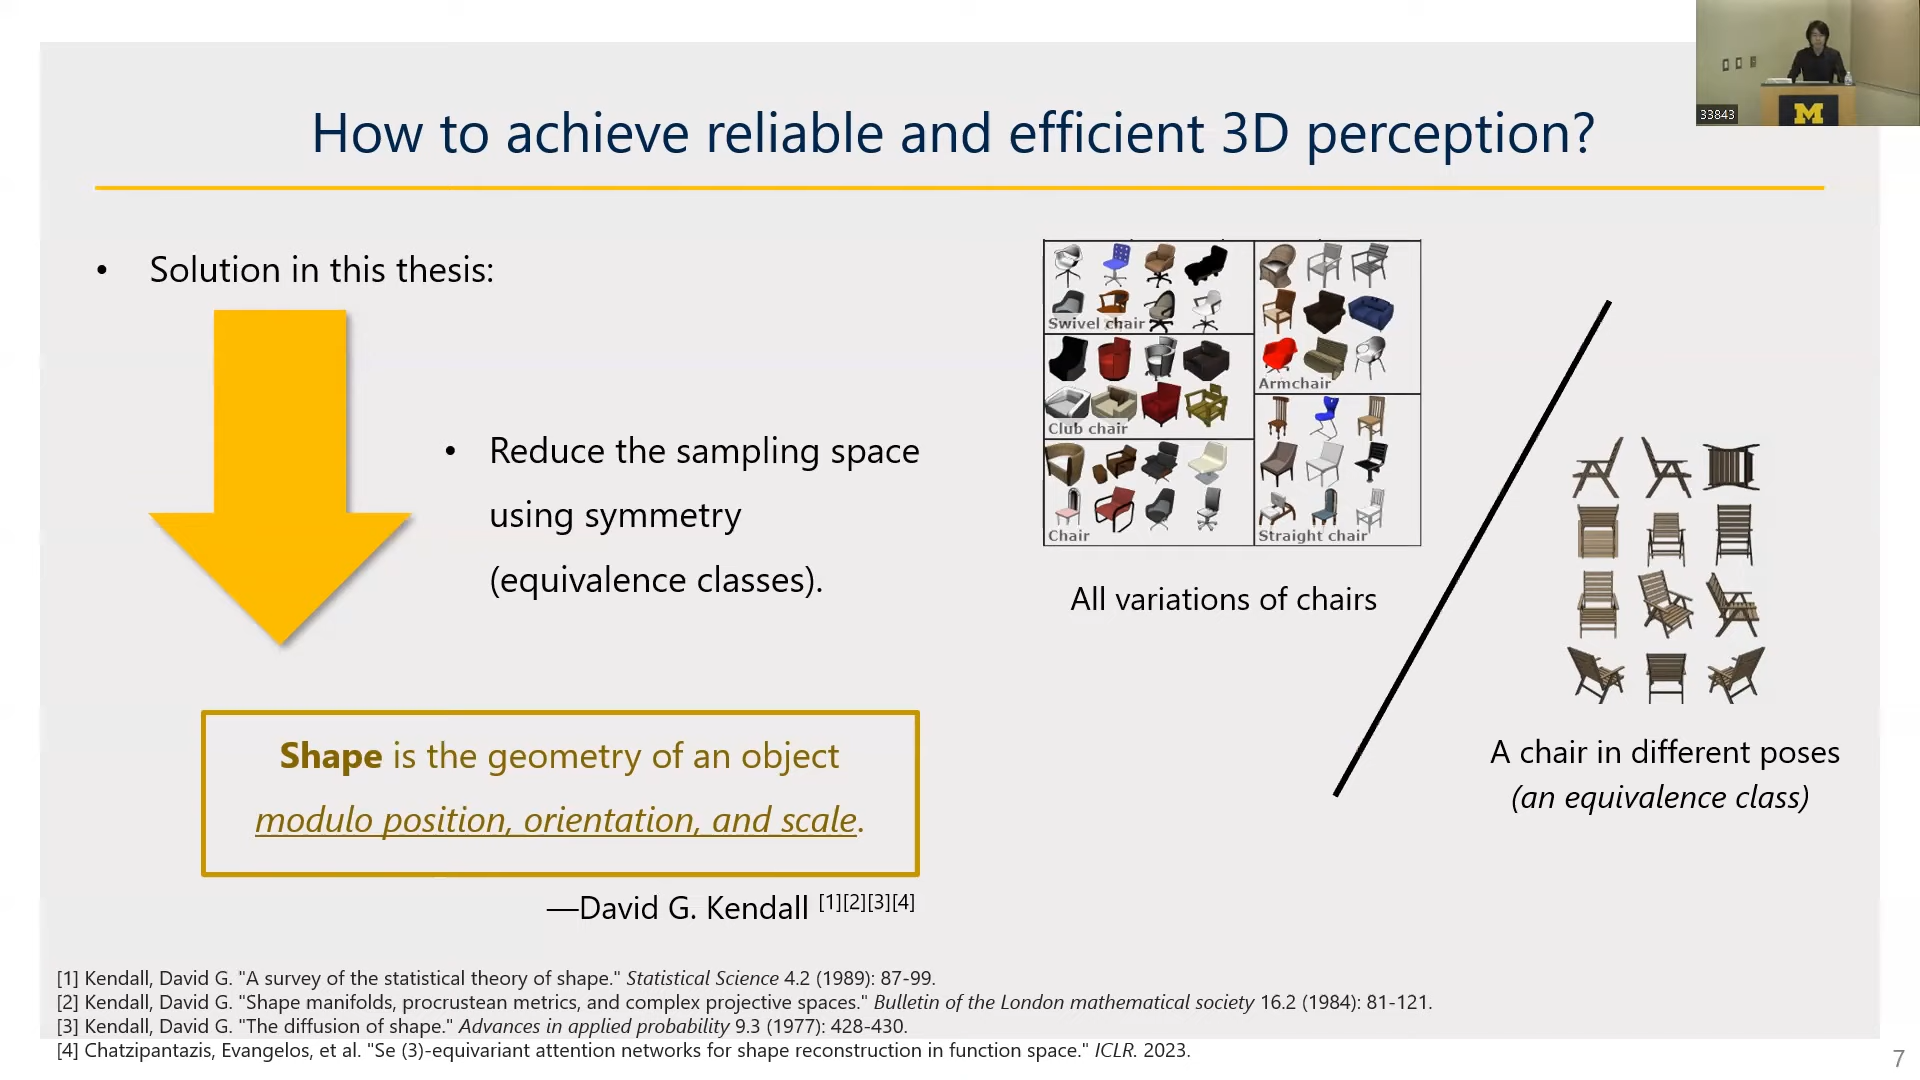 How to achieve reliable and efficient 3D perception?
33843
M
• Solution in this thesis:
• Reduce the sampling space
using symmetry
(equivalence classes).
Swivel chair
Club chair
Chair
Armchair
Straight chair
All variations of chairs
A chair in different poses
(an equivalence class)
Shape is the geometry of an object
modulo position, orientation, and scale.
—David G. Kendall [1][2][3][4]
[1] Kendall, David G. "A survey of the statistical theory of shape." Statistical Science 4.2 (1989): 87-99.
[2] Kendall, David G. "Shape manifolds, procrustean metrics, and complex projective spaces." Bulletin of the London mathematical society 16.2 (1984): 81-121.
[3] Kendall, David G. "The diffusion of shape." Advances in applied probability 9.3 (1977): 428-430.
[4] Chatzipantazis, Evangelos, et al. "Se (3)-equivariant attention networks for shape reconstruction in function space." ICLR. 2023.
7